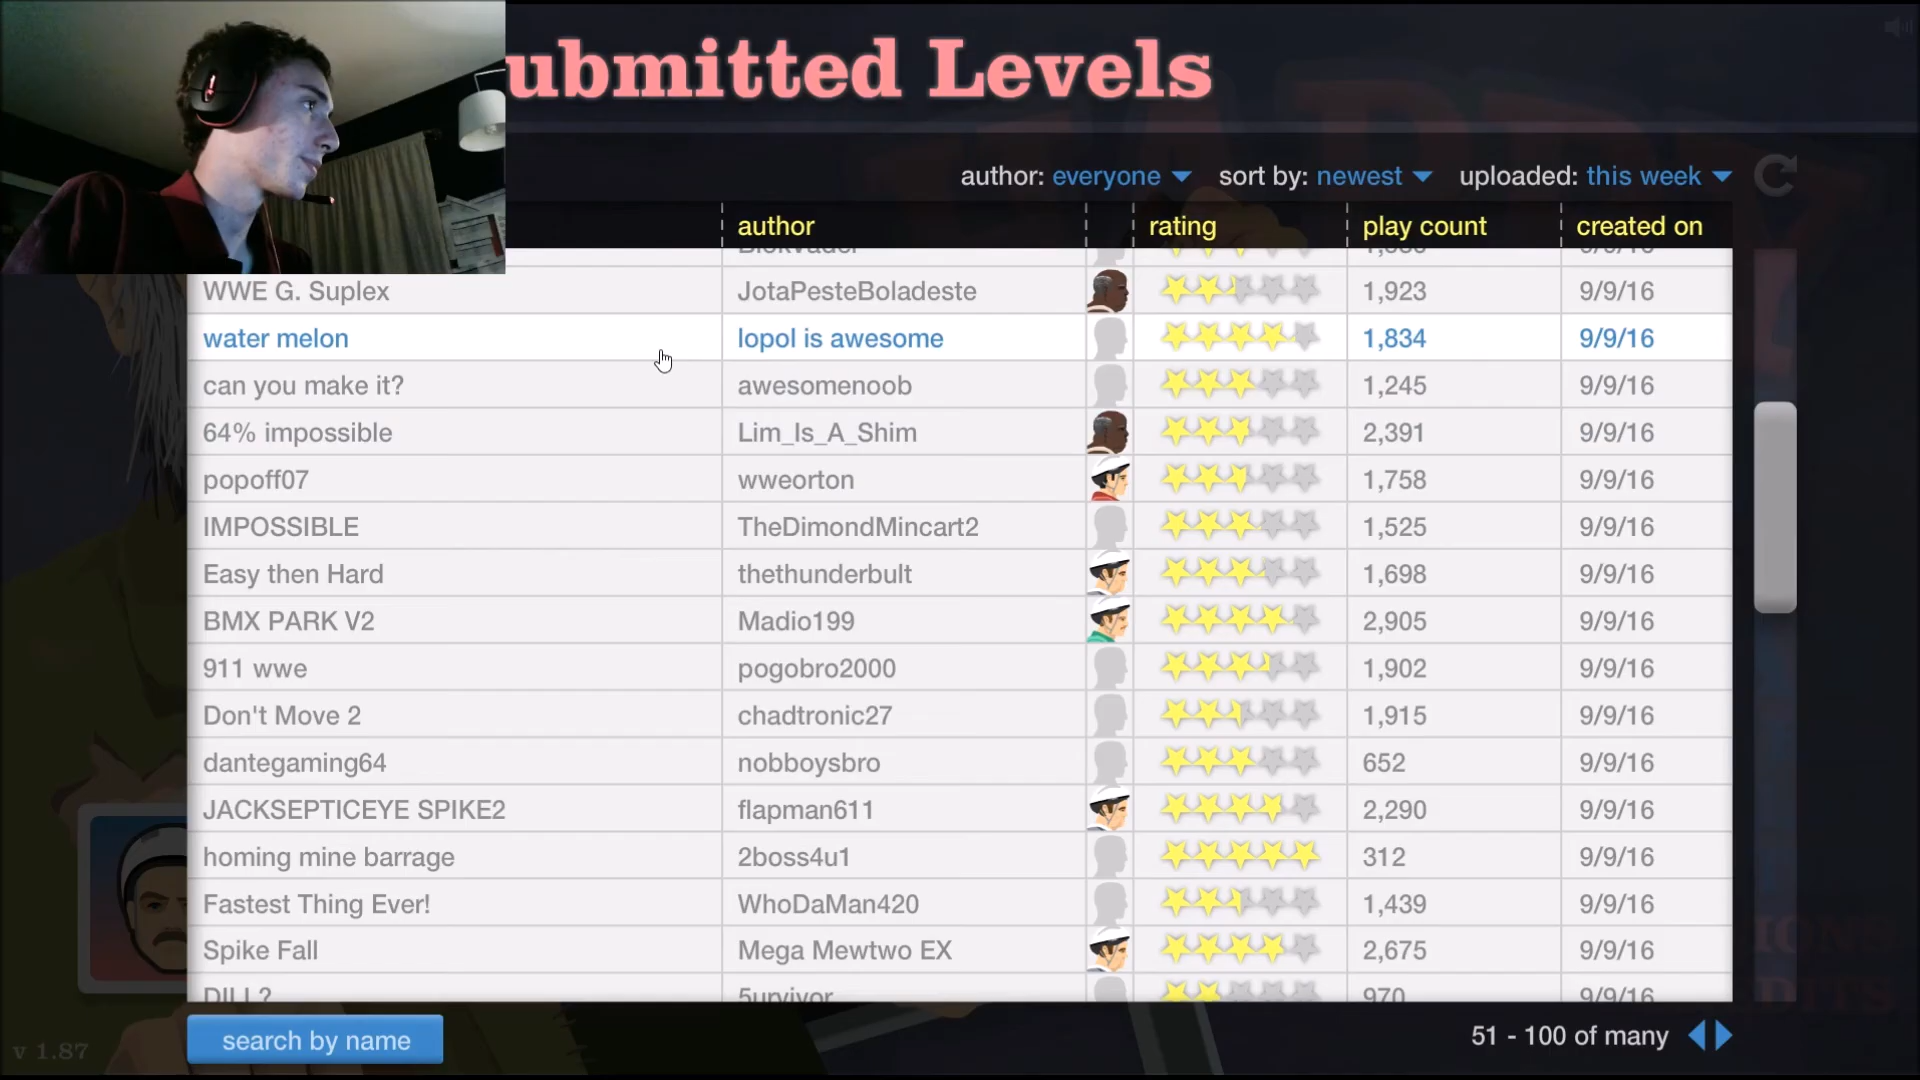 ubmitted Levels
author: everyone sort by: newest uploaded: this week
author rating play count created on
WWE G. Suplex JotaPesteBoladeste 1,923 9/9/16
water melon lopol is awesome 1,834 9/9/16
can you make it? awesomenoob 1,245 9/9/16
64% impossible Lim_Is_A_Shim 2,391 9/9/16
popoff07 wweorton 1,758 9/9/16
IMPOSSIBLE TheDimondMincart2 1,525 9/9/16
Easy then Hard thethunderbult 1,698 9/9/16
BMX PARK V2 Madio199 2,905 9/9/16
911 wwe pogobro2000 1,902 9/9/16
Don't Move 2 chadtronic27 1,915 9/9/16
dantegaming64 nobboysbro 652 9/9/16
JACKSEPTICEYE SPIKE2 flapman611 2,290 9/9/16
homing mine barrage 2boss4u1 312 9/9/16
Fastest Thing Ever! WhoDaMan420 1,439 9/9/16
Spike Fall Mega Mewtwo EX 2,675 9/9/16
DILL? 5urvivor 970 9/9/16
search by name 51 - 100 of many
v 1.87